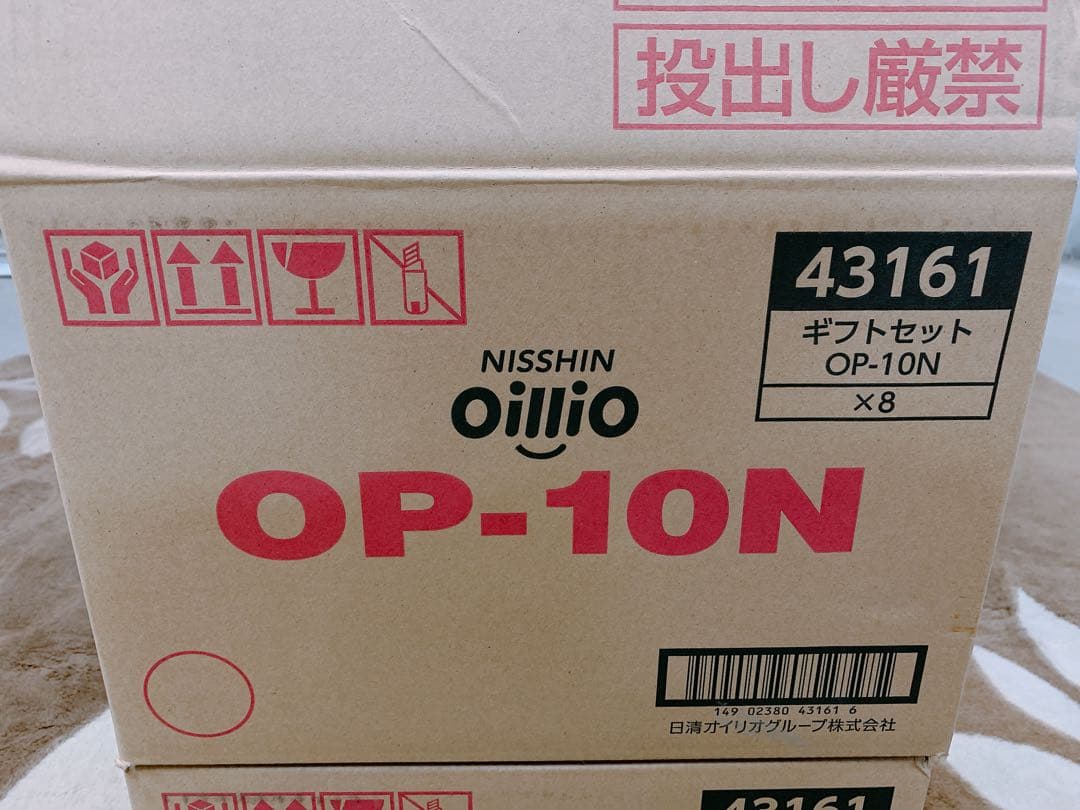 投出し厳禁
43161
ギフトセット
OP-10N
×8
NISSHIN
OilliO
OP-10N
149 02380 43161 6
日清オイリオグループ株式会社
43161